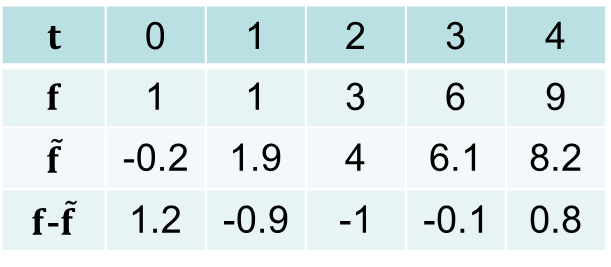 t 0 1 2 3 4
f 1 1 3 6 9
f̃ -0.2 1.9 4 6.1 8.2
f-f̃ 1.2 -0.9 -1 -0.1 0.8